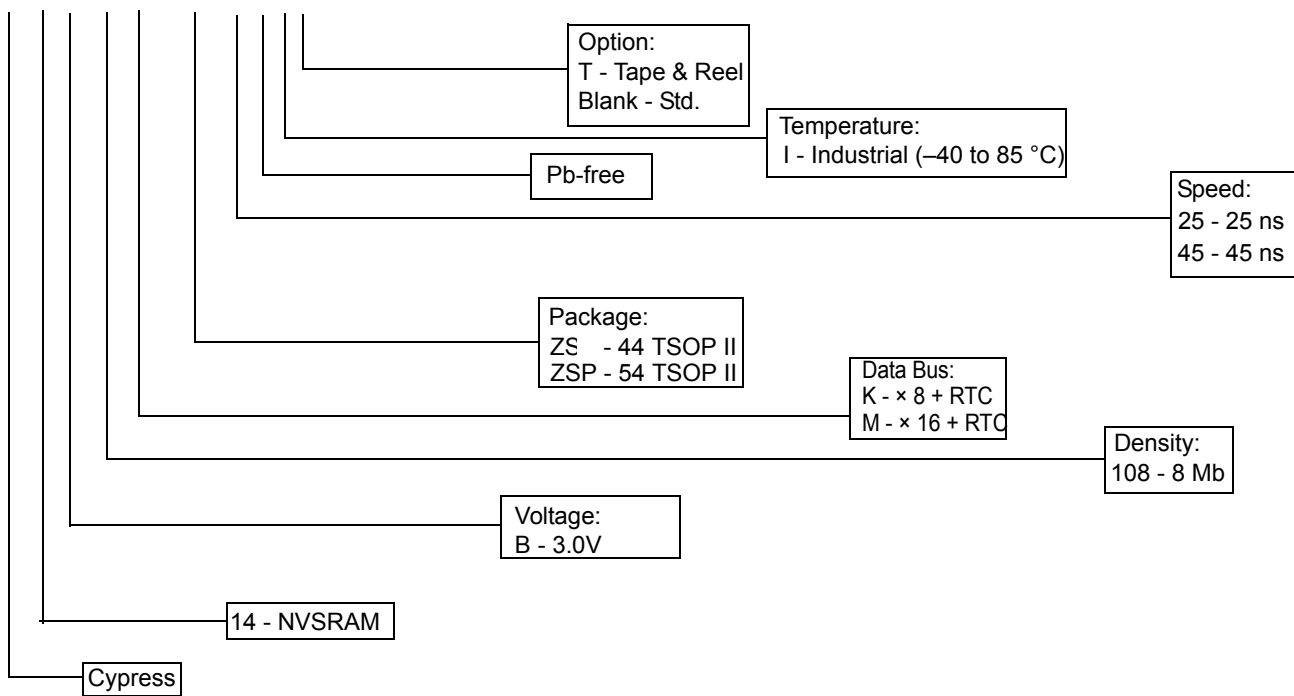 Option:
T - Tape & Reel
Blank - Std.
Temperature:
I - Industrial (–40 to 85 °C)
Pb-free
Speed:
25 - 25 ns
45 - 45 ns
Package:
ZS - 44 TSOP II
ZSP - 54 TSOP II
Data Bus:
K - × 8 + RTC
M - × 16 + RTC
Density:
108 - 8 Mb
Voltage:
B - 3.0V
14 - NVSRAM
Cypress